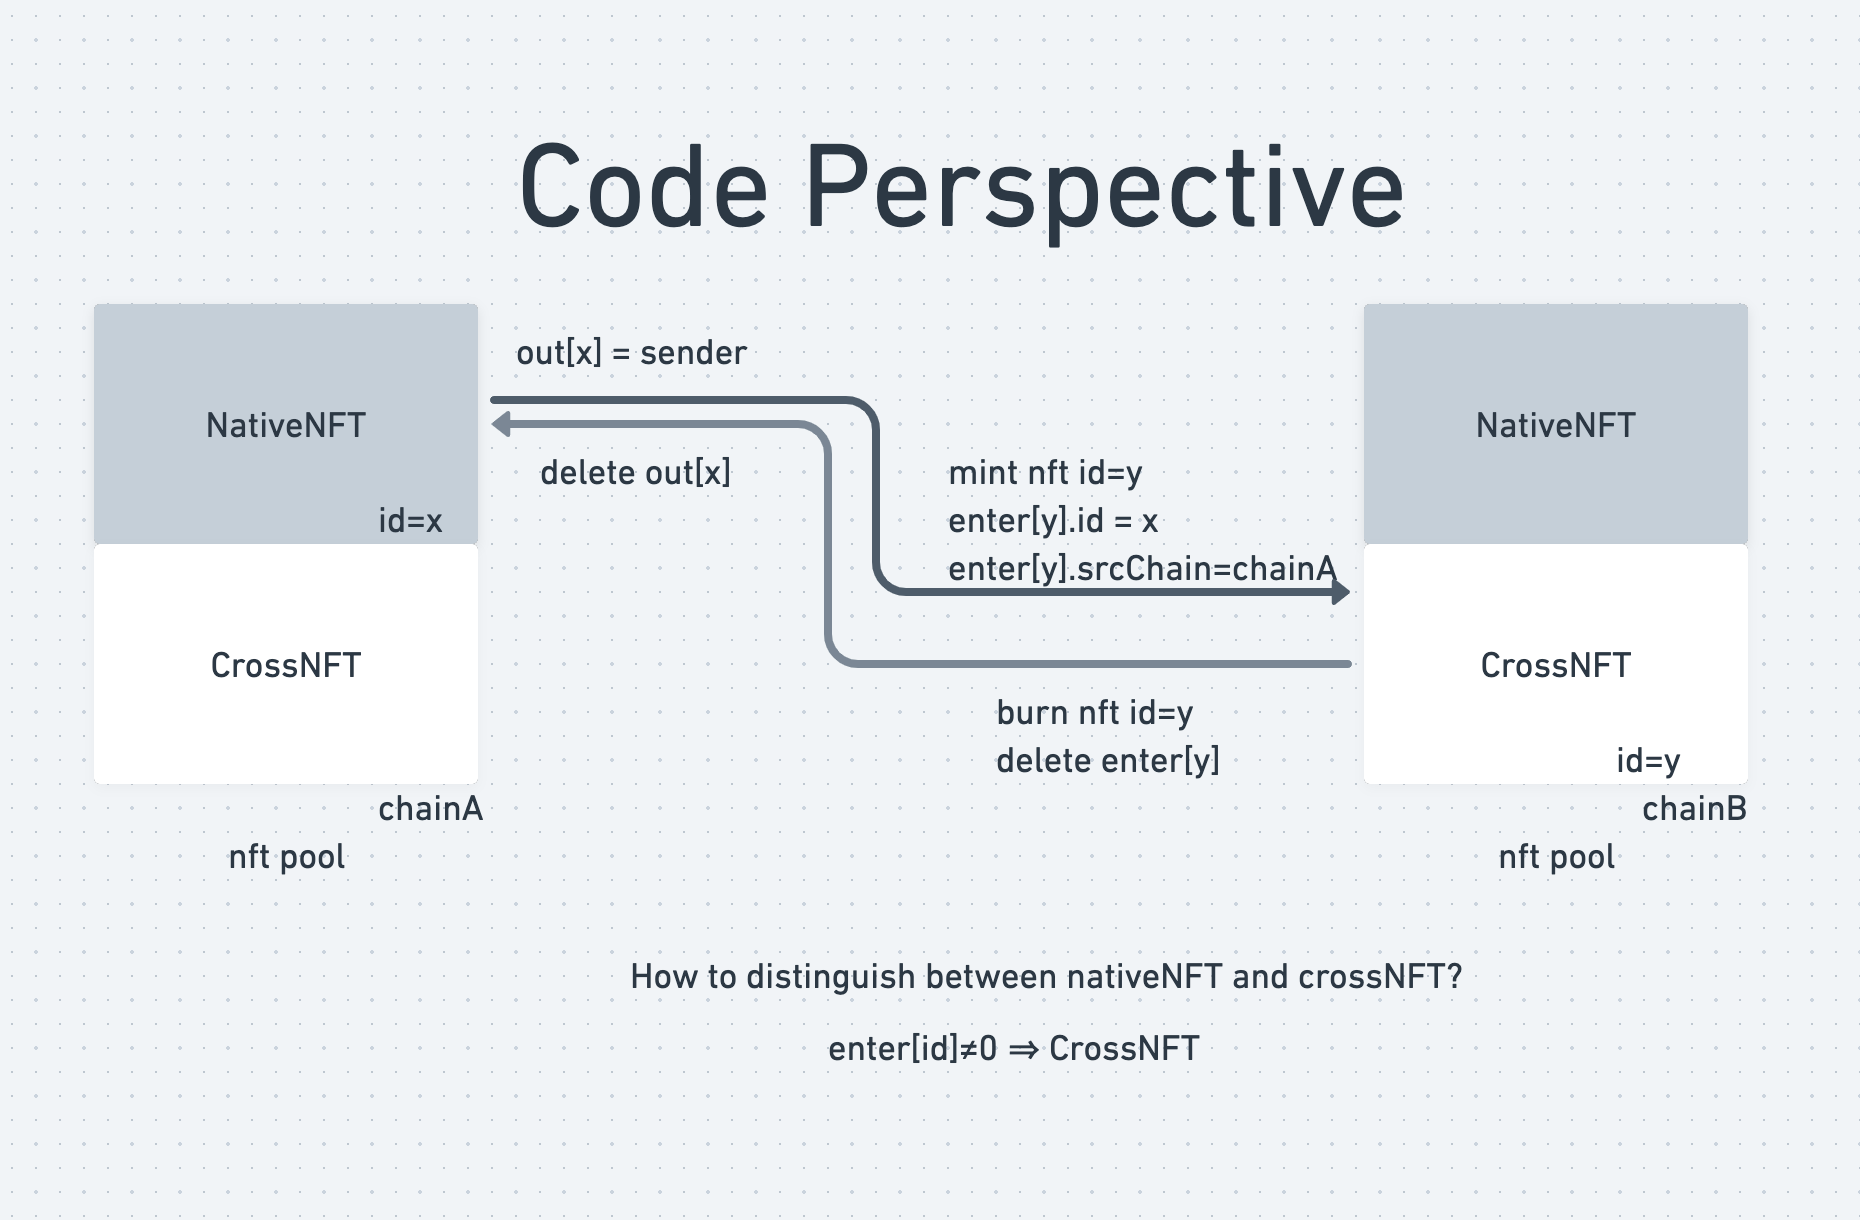 Code Perspective
out[x] = sender
NativeNFT
NativeNFT
delete out[x]
mint nft id=y
id=x
enter[y].id = x
enter[y].srcChain=chainA
CrossNFT
CrossNFT
burn nft id=y
delete enter[y]
id=y
chainA
chainB
nft pool
nft pool
How to distinguish between nativeNFT and crossNFT?
enter[id]≠0 ⇒ CrossNFT